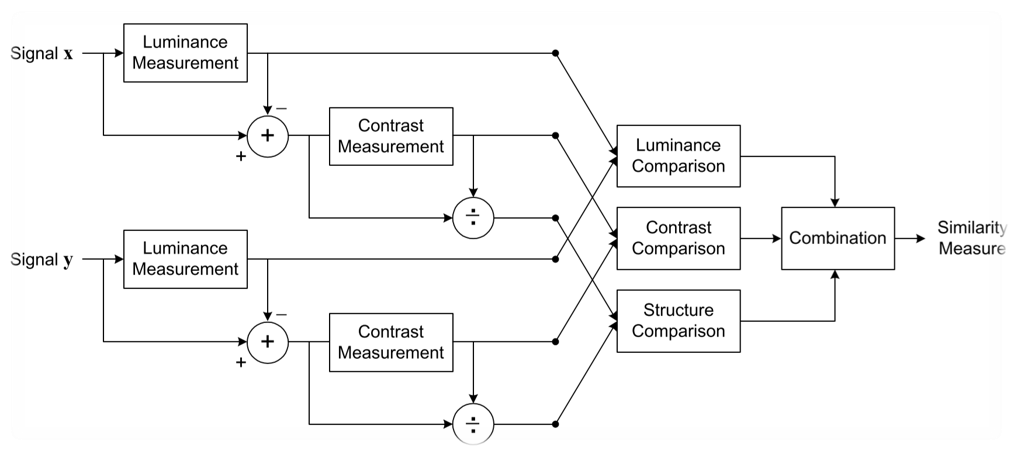 Signal x
Luminance
Measurement
−
+
+
Contrast
Measurement
÷
Signal y
Luminance
Measurement
−
+
+
Contrast
Measurement
÷
Luminance
Comparison
Contrast
Comparison
Structure
Comparison
Combination
Similarity
Measure